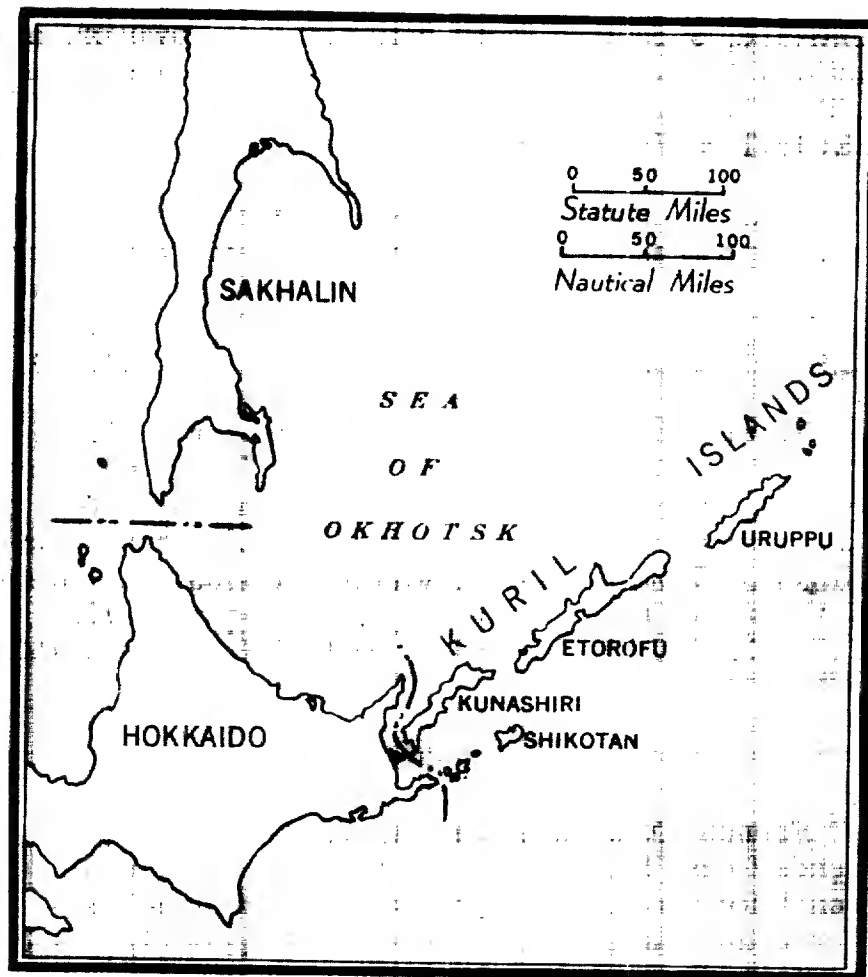 0 50 100
Statute Miles
0 50 100
Nautical Miles
SAKHALIN
SEA
OF
OKHOTSK
KURIL ISLANDS
URUPPU
ETOROFU
KUNASHIRI
SHIKOTAN
HOKKAIDO